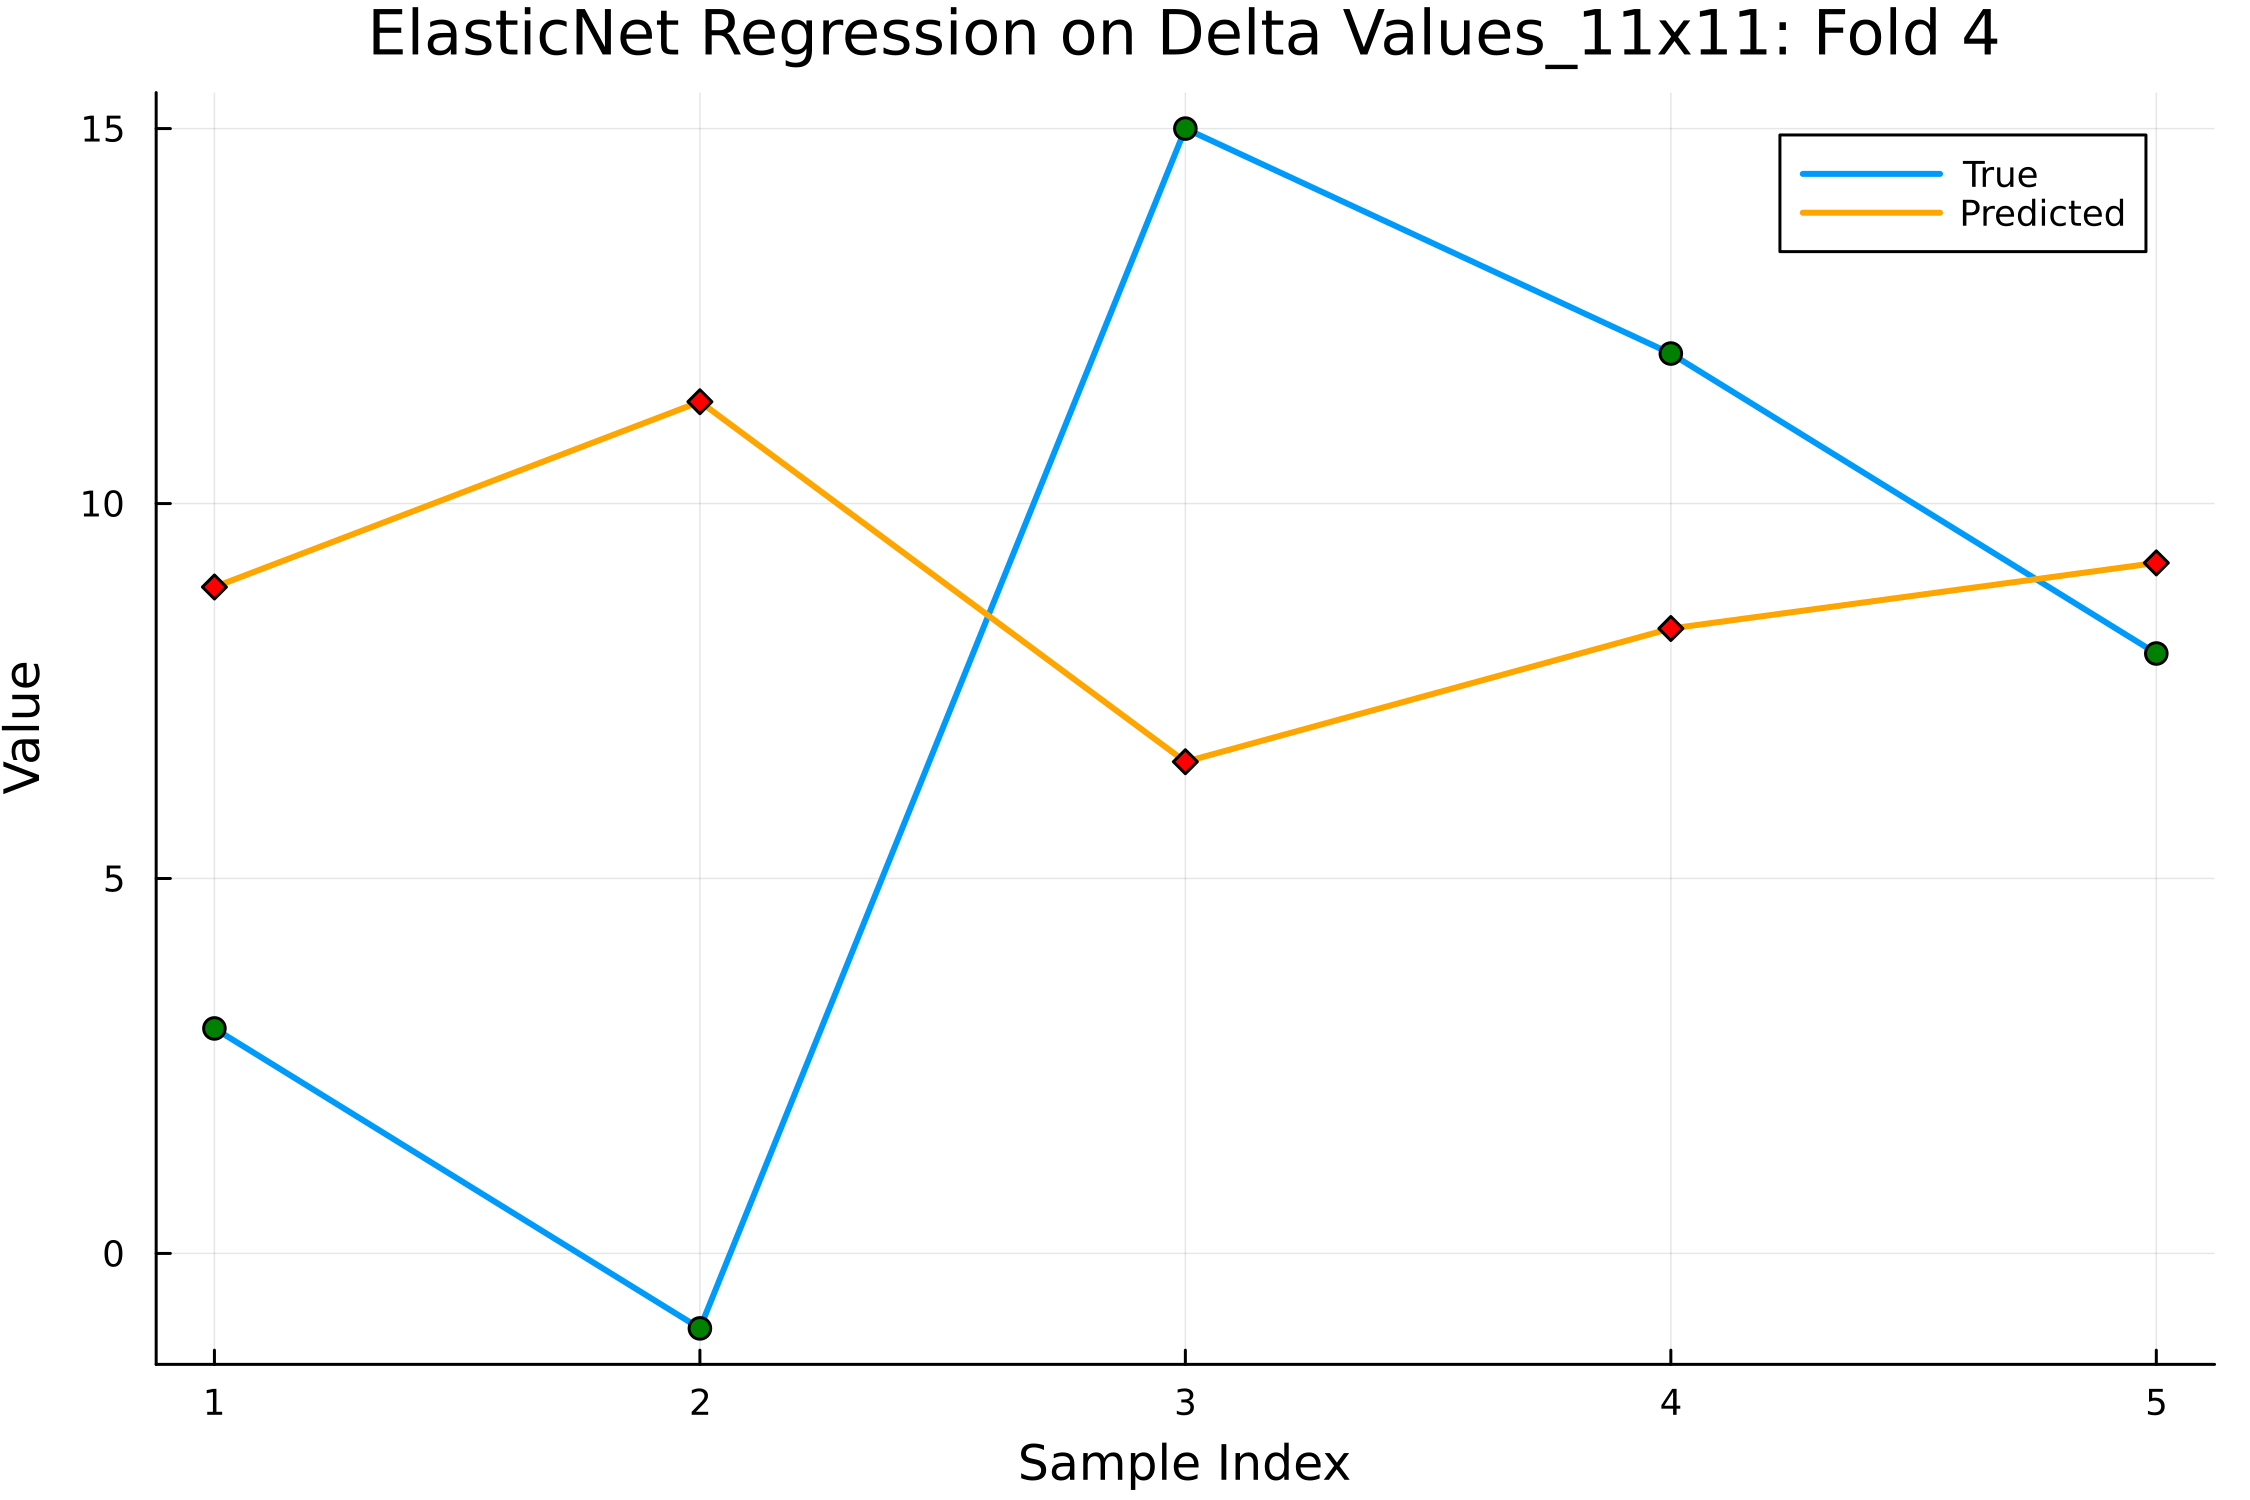 ElasticNet Regression on Delta Values_11x11: Fold 4
True
Predicted
15
10
5
0
Value
1 2 3 4 5
Sample Index